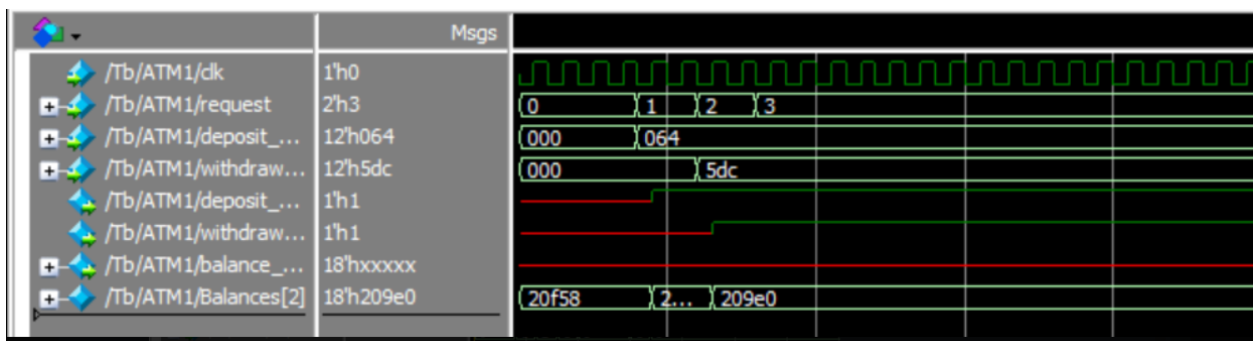 Msgs
/Tb/ATM1/clk 1'h0
/Tb/ATM1/request 2'h3 0 1 2 3
/Tb/ATM1/deposit_... 12'h064 000 064
/Tb/ATM1/withdraw... 12'h5dc 000 5dc
/Tb/ATM1/deposit_... 1'h1
/Tb/ATM1/withdraw... 1'h1
/Tb/ATM1/balance_... 18'hxxxxx
/Tb/ATM1/Balances[2] 18'h209e0 20f58 2... 209e0